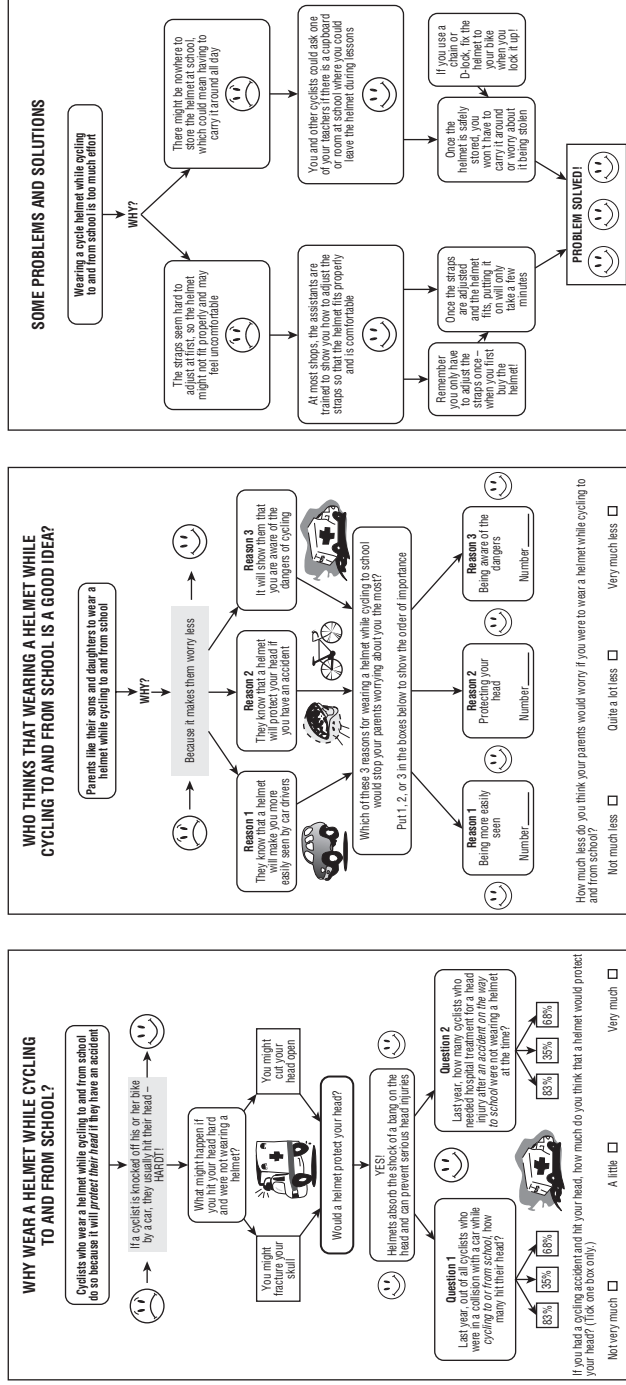 WHY WEAR A HELMET WHILE CYCLING
TO AND FROM SCHOOL?
Cyclists who wear a helmet while cycling to and from school
do so because it will protect their head if they have an accident
If a cyclist is knocked off his or her bike
by a car, they usually hit their head –
HARDT!
What might happen if
you hit your head hard
and were not wearing a
helmet?
You might
fracture your
skull
You might
cut your
head open
Would a helmet protect your head?
YES!
Helmets absorb the shock of a bang on the
head and can prevent serious head injuries
Question 1
Last year, out of all cyclists who
were in a collision with a car while
cycling to or from school, how
many hit their head?
83%
35%
68%
Question 2
Last year, how many cyclists who
needed hospital treatment for a head
injury after an accident on the way
to school were not wearing a helmet
at the time?
83%
35%
68%
If you had a cycling accident and hit your head, how much do you think that a helmet would protect
your head? (Tick one box only.)
Not very much
A little
Very much
WHO THINKS THAT WEARING A HELMET WHILE
CYCLING TO AND FROM SCHOOL IS A GOOD IDEA?
Parents like their sons and daughters to wear a
helmet while cycling to and from school
WHY?
Because it makes them worry less
Reason 1
They know that a helmet
will make you more
easily seen by car drivers
Reason 2
They know that a helmet
will protect your head if
you have an accident
Reason 3
It will show them that
you are aware of the
dangers of cycling
Which of these 3 reasons for wearing a helmet while cycling to school
would stop your parents worrying about you the most?
Put 1, 2, or 3 in the boxes below to show the order of importance
Reason 1
Being more easily
seen
Number
Reason 2
Protecting your
head
Number
Reason 3
Being aware of the
dangers
Number
How much less do you think your parents would worry if you were to wear a helmet while cycling to
and from school?
Not much less
Quite a lot less
Very much less
SOME PROBLEMS AND SOLUTIONS
Wearing a cycle helmet while cycling
to and from school is too much effort
WHY?
The straps seem hard to
adjust at first, so the helmet
might not fit properly and may
feel uncomfortable
There might be nowhere to
store the helmet at school,
which could mean having to
carry it around all day
At most shops, the assistants are
trained to show you how to adjust the
straps so that the helmet fits properly
and is comfortable
You and other cyclists could ask one
of your teachers if there is a cupboard
or room at school where you could
leave the helmet during lessons
Remember
you only have
to adjust the
straps once –
when you first
buy the
helmet!
Once the straps
are adjusted
and the helmet
fits, putting it
on will only
take a few
minutes
Once the
helmet is safely
stored, you
won't have to
carry it around
or worry about
it being stolen
If you use a
chain or
D-lock, fix the
helmet to
your bike
when you
lock it up!
PROBLEM SOLVED!